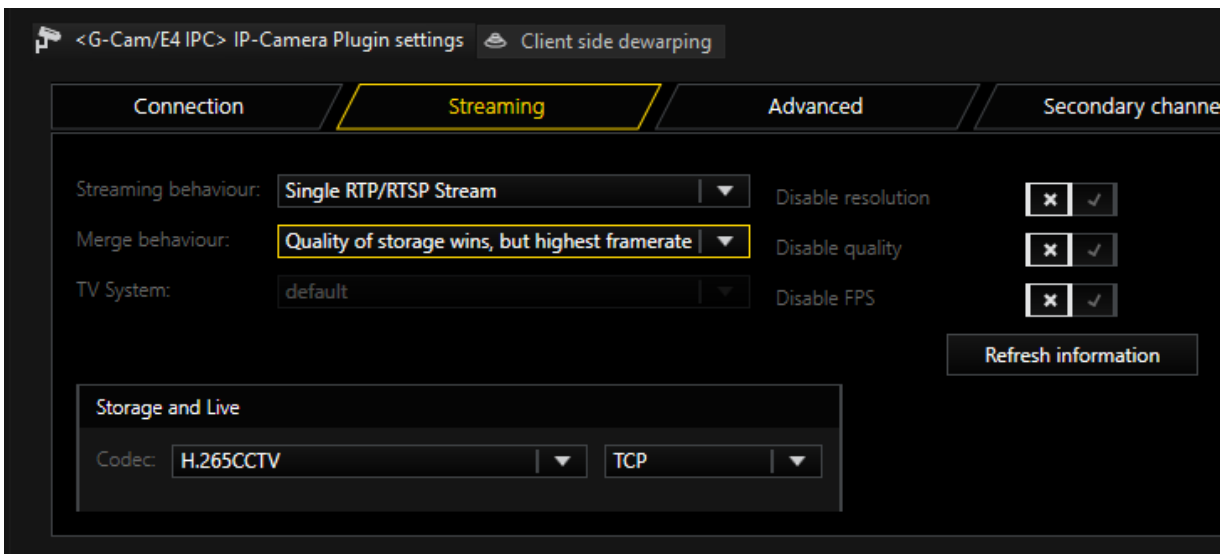 <G-Cam/E4 IPC> IP-Camera Plugin settings
Client side dewarping
Connection
Streaming
Advanced
Secondary channe
Streaming behaviour:
Single RTP/RTSP Stream
Disable resolution
Merge behaviour:
Quality of storage wins, but highest framerate
Disable quality
TV System:
default
Disable FPS
Refresh information
Storage and Live
Codec:
H.265CCTV
TCP